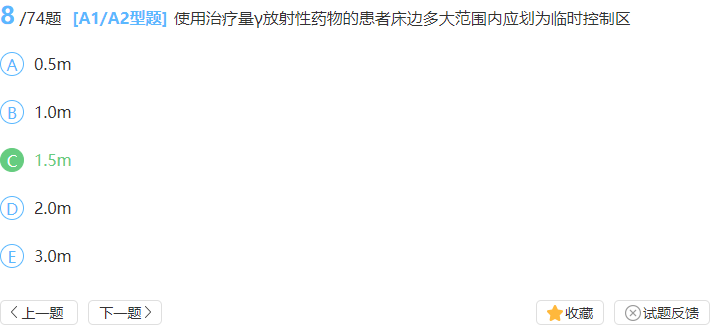 8 /74题 [A1/A2型题] 使用治疗量γ放射性药物的患者床边多大范围内应划为临时控制区
A 0.5m
B 1.0m
C 1.5m
D 2.0m
E 3.0m
上一题 下一题 收藏 试题反馈